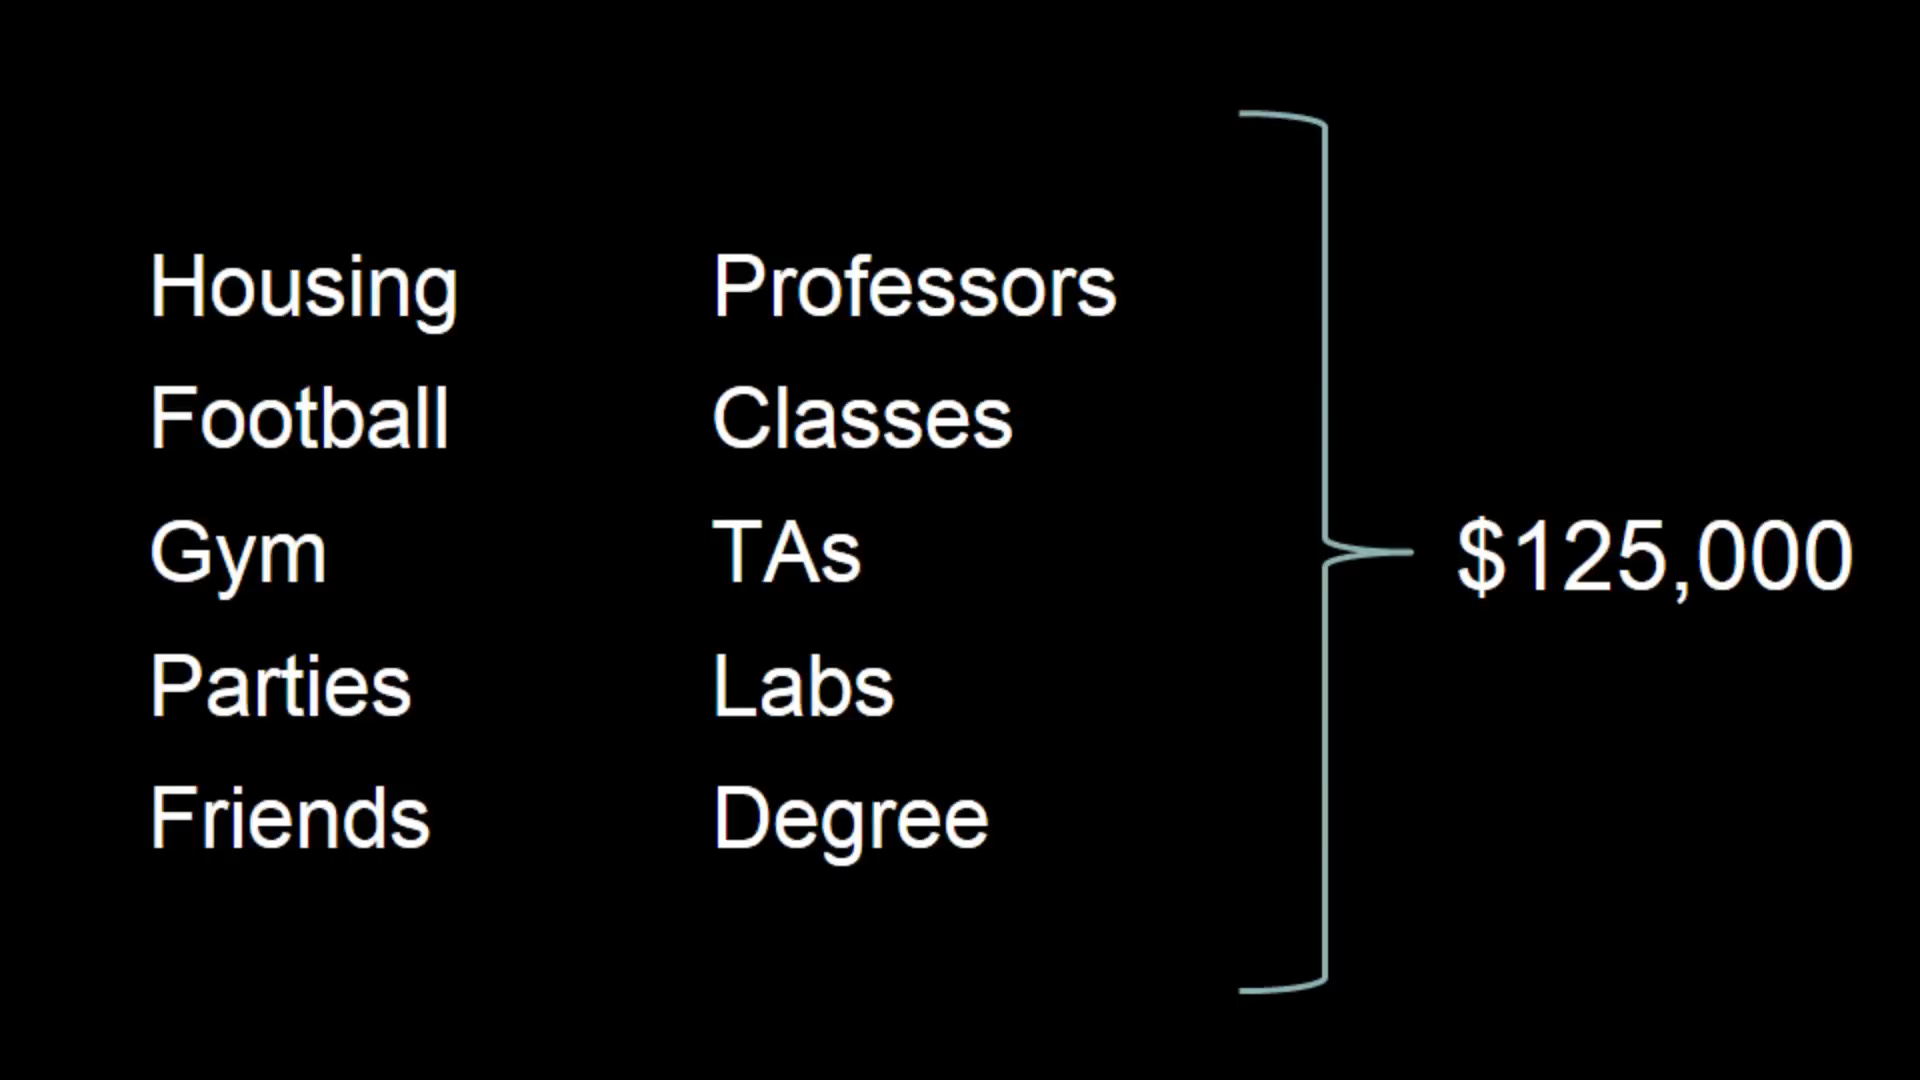 Housing
Football
Gym
Parties
Friends
Professors
Classes
TAs
Labs
Degree
$125,000